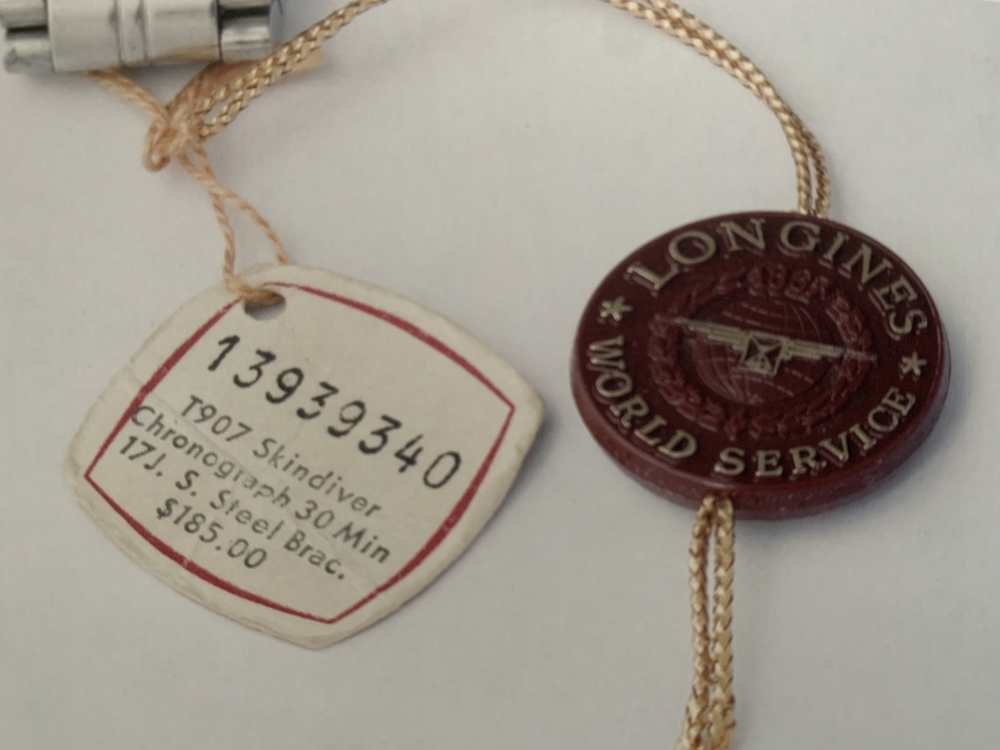 13939340
T907 Skindiver
Chronograph 30 Min
17J. S. Steel Brac.
$185.00
LONGINES
* WORLD SERVICE *